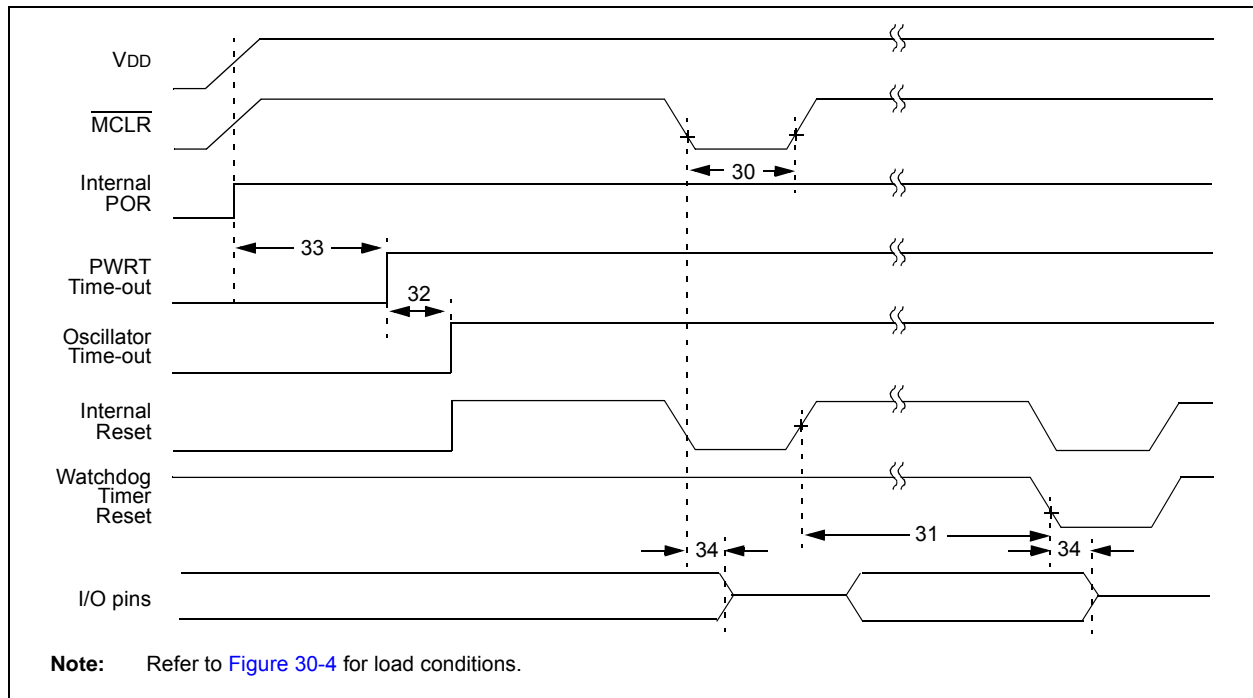 VDD
MCLR
Internal
POR
30
33
PWRT
Time-out
32
Oscillator
Time-out
Internal
Reset
Watchdog
Timer
Reset
31
34
34
I/O pins
Note: Refer to Figure 30-4 for load conditions.